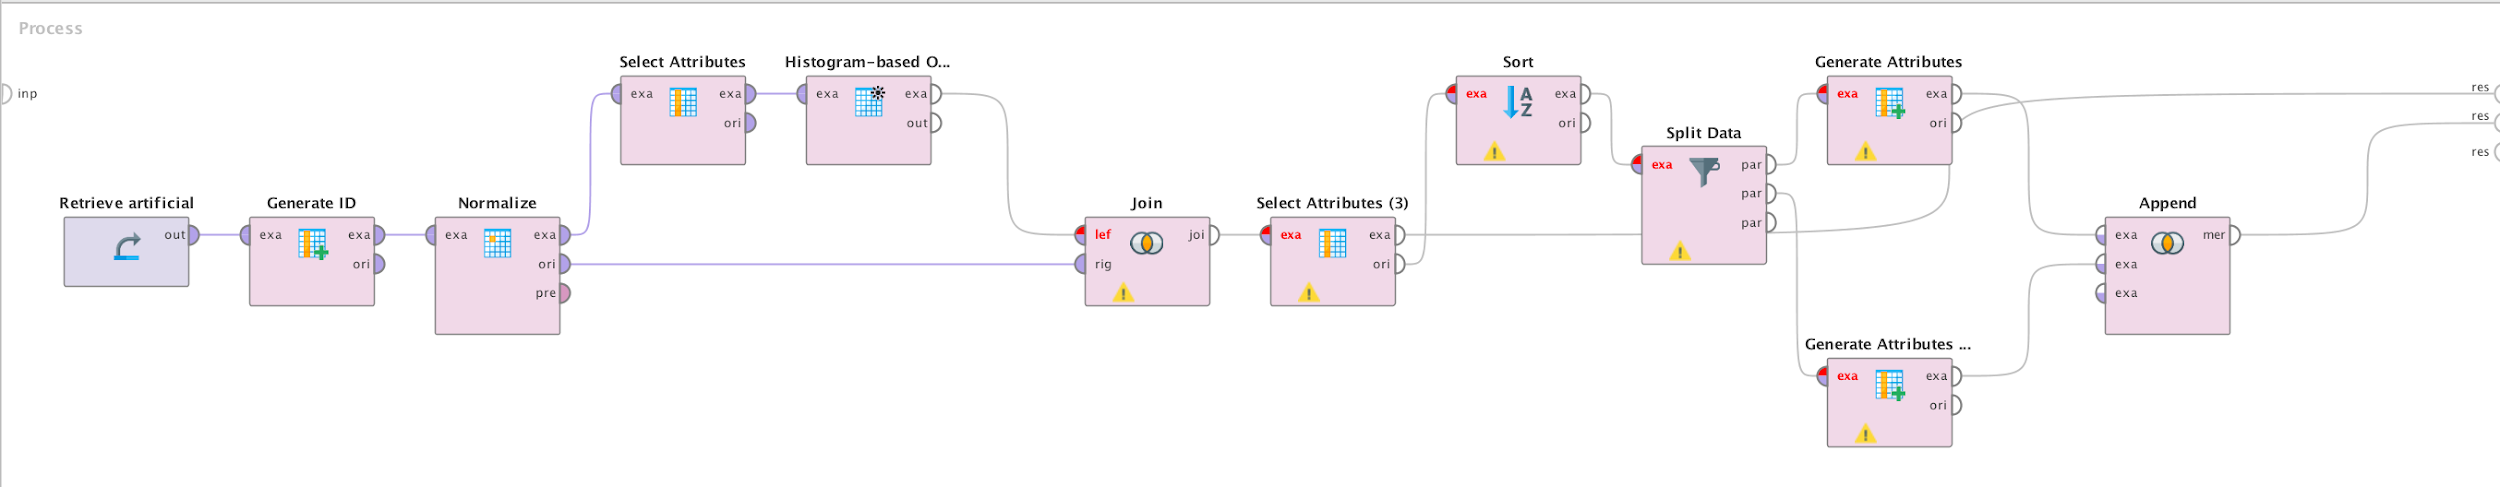 Process
inp
Retrieve artificial
out
Generate ID
exa exa
ori
Normalize
exa exa
ori
pre
Select Attributes
exa exa
ori
Histogram-based O...
exa exa
out
Join
lef joi
rig
Select Attributes (3)
exa exa
ori
Sort
exa exa
ori
Split Data
exa par
par
par
Generate Attributes
exa exa
ori
Generate Attributes ...
exa exa
ori
Append
exa mer
exa
exa
res
res
res